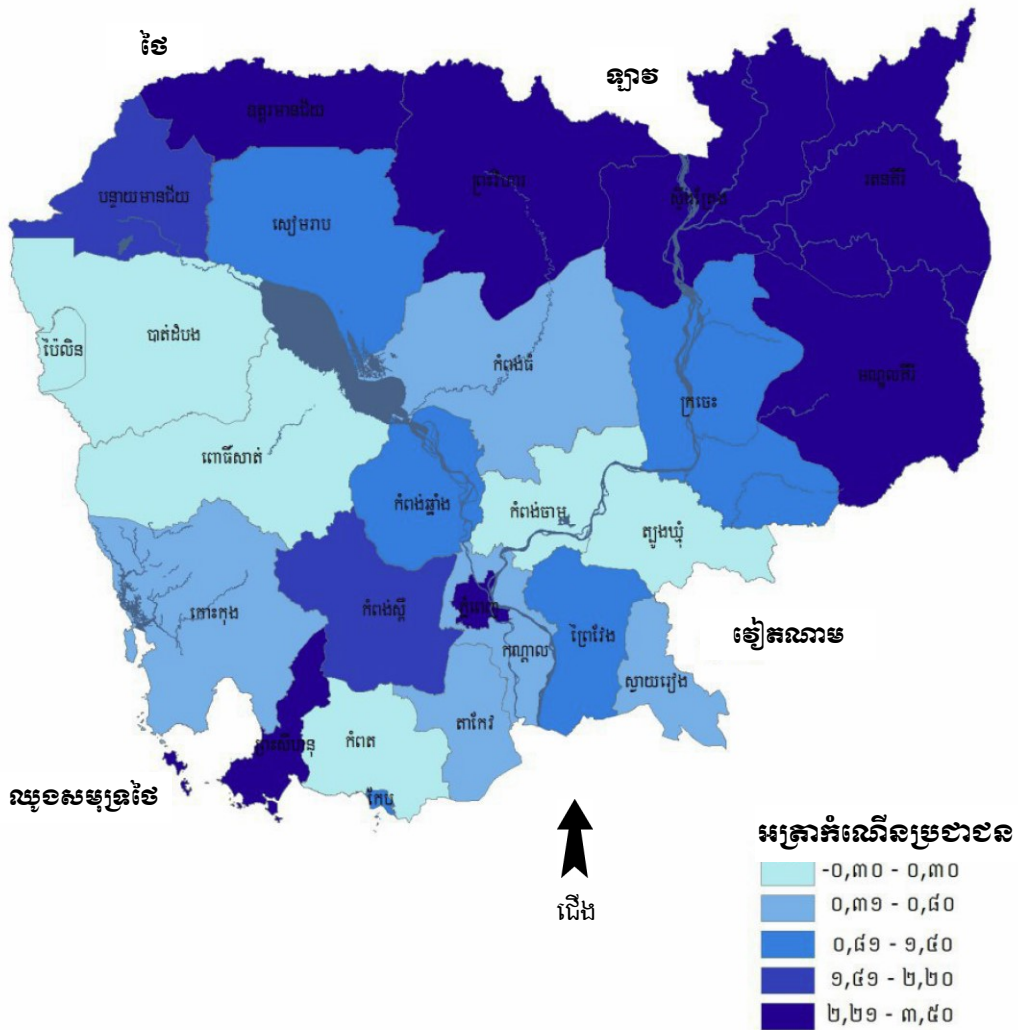 ថៃ
ឡាវ
ឧត្តរមានជ័យ
បន្ទាយមានជ័យ
ព្រះវិហារ
ស្ទឹងត្រែង
រតនគិរី
សៀមរាប
ប៉ៃលិន
បាត់ដំបង
កំពង់ធំ
ក្រចេះ
មណ្ឌលគិរី
ពោធិ៍សាត់
កំពង់ឆ្នាំង
កំពង់ចាម
ត្បូងឃ្មុំ
កោះកុង
កំពង់ស្ពឺ
ភ្នំពេញ
កណ្តាល
ព្រៃវែង
វៀតណាម
ស្វាយរៀង
តាកែវ
កំពត
ព្រះសីហនុ
កែប
ឈូងសមុទ្រថៃ
ជើង
អត្រាកំណើនប្រជាជន
-០,៣០ - ០,៣០
០,៣១ - ០,៨០
០,៨១ - ១,៤០
១,៤១ - ២,២០
២,២១ - ៣,៥០